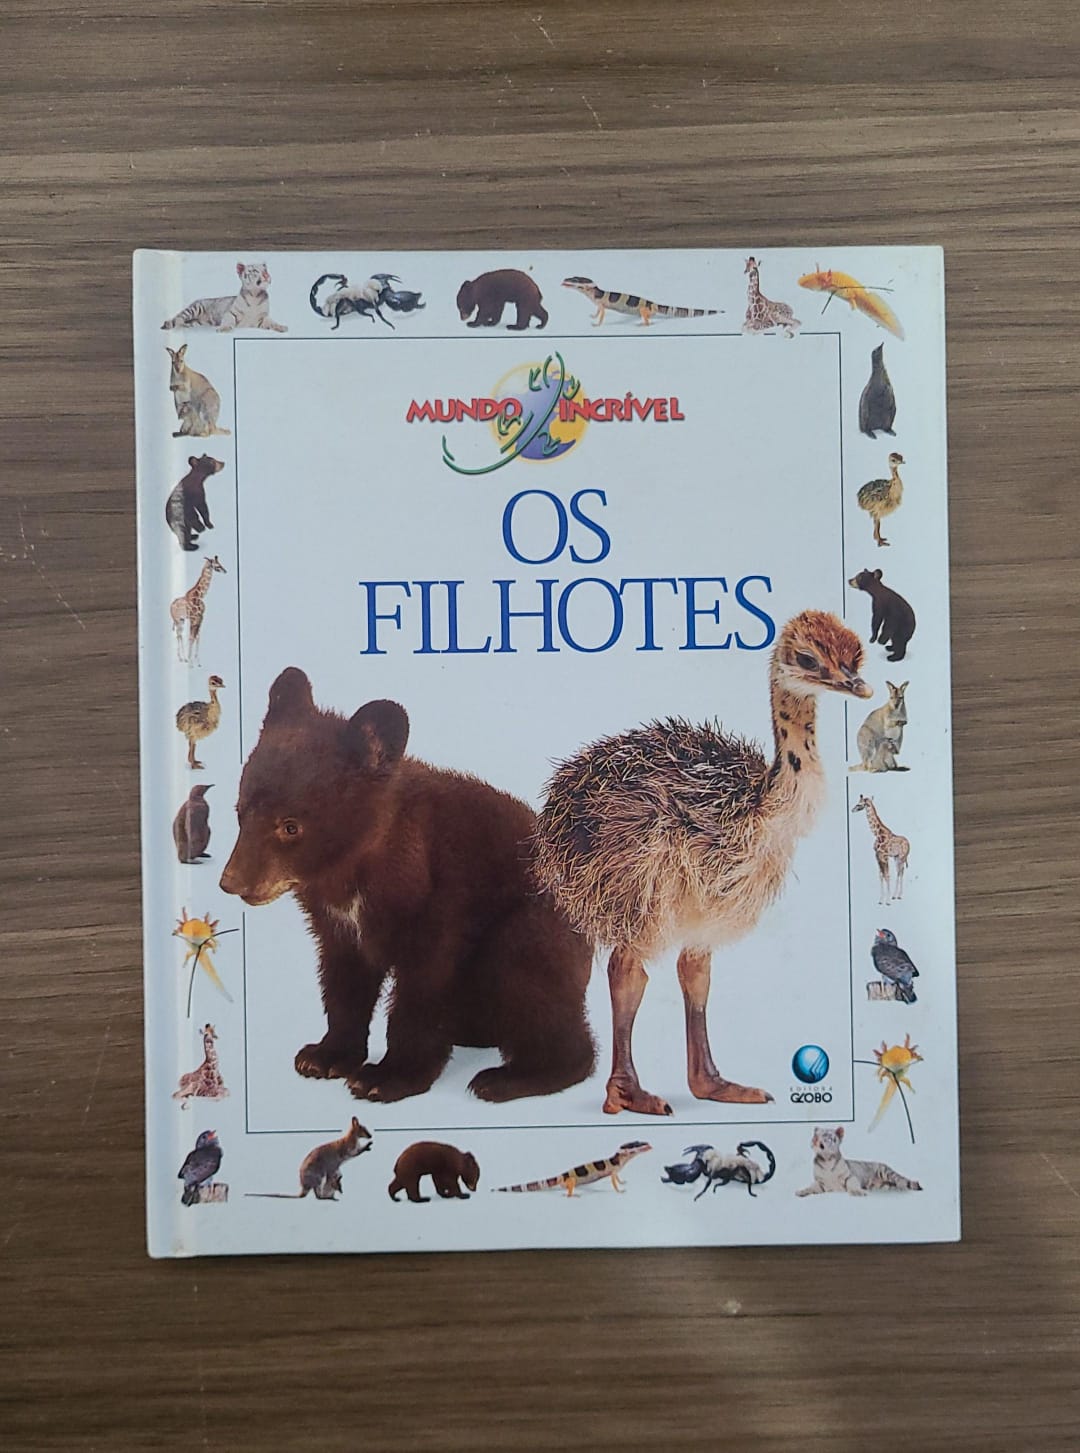 MUNDO INCRÍVEL
OS
FILHOTES
EDITORA
GLOBO